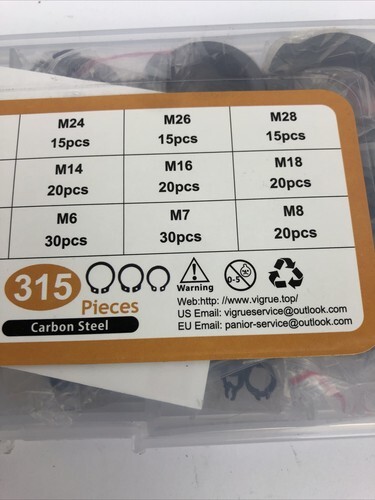 M24 M26 M28
15pcs 15pcs 15pcs
M14 M16 M18
20pcs 20pcs 20pcs
M6 M7 M8
30pcs 30pcs 20pcs
315
Pieces
Carbon Steel
Warning
0-5
Web:http: //www.vigrue.top/
US Email: vigrueservice@outlook.com
EU Email: panior-service@outlook.com